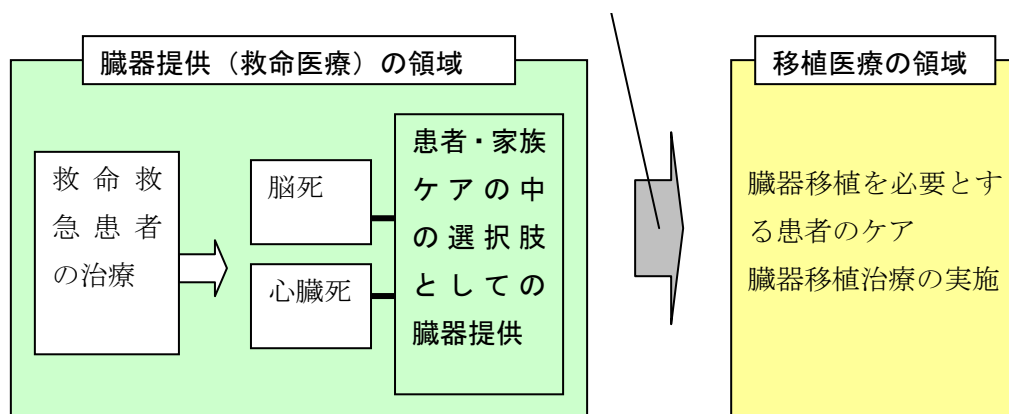 臓器提供（救命医療）の領域
救命救
急患者
の治療
脳死
心臓死
患者・家族
ケアの中
の選択肢
としての
臓器提供
移植医療の領域
臓器移植を必要とす
る患者のケア
臓器移植治療の実施